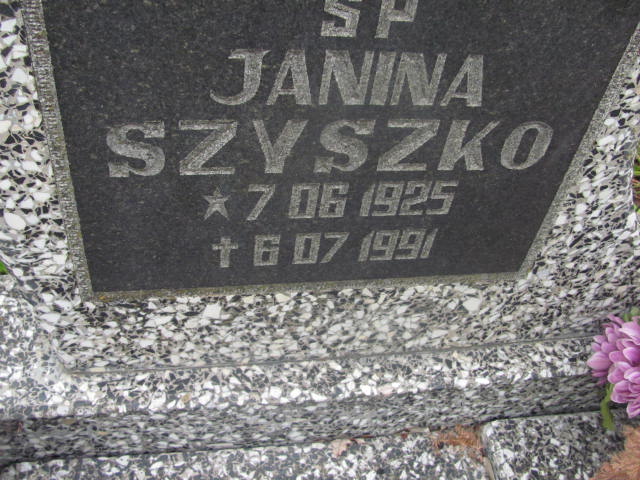 ŚP
JANINA
SZYSZKO
★ 7 06 1925
✝ 6 07 1991